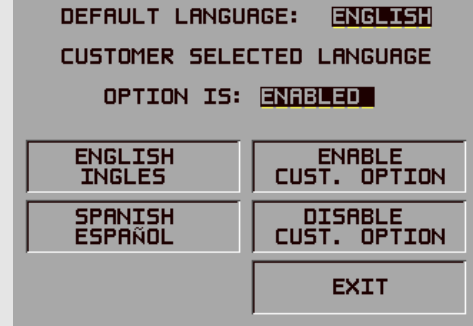 DEFAULT LANGUAGE: ENGLISH
CUSTOMER SELECTED LANGUAGE
OPTION IS: ENABLED
ENGLISH
INGLES
ENABLE
CUST. OPTION
SPANISH
ESPAÑOL
DISABLE
CUST. OPTION
EXIT